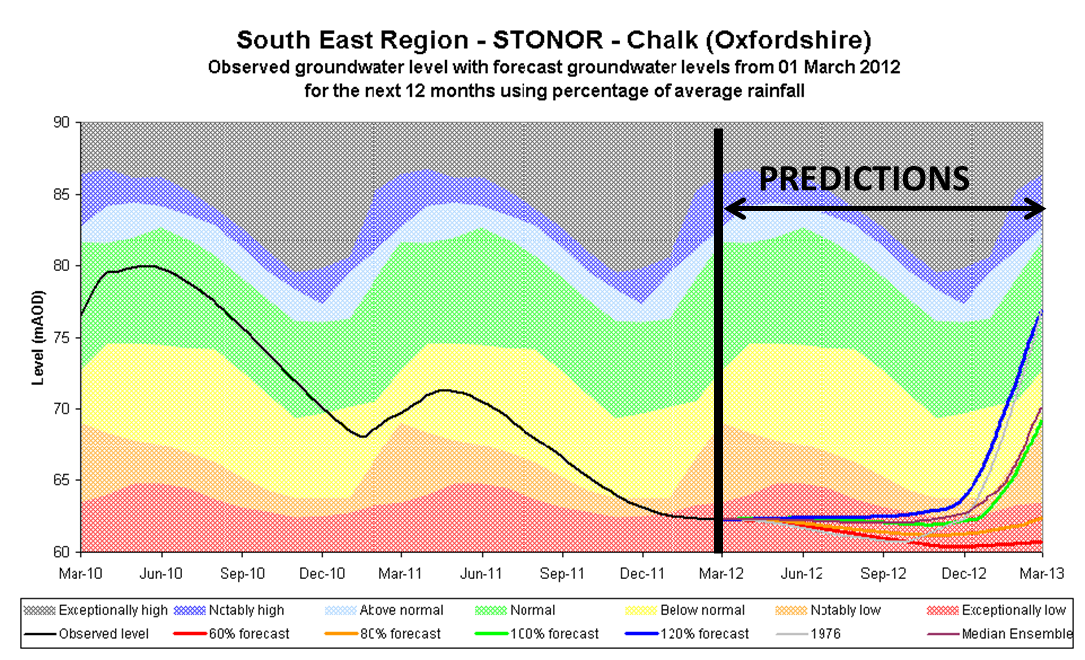 South East Region - STONOR - Chalk (Oxfordshire)
Observed groundwater level with forecast groundwater levels from 01 March 2012
for the next 12 months using percentage of average rainfall
PREDICTIONS
Level (mAOD)
90
85
80
75
70
65
60
Mar-10 Jun-10 Sep-10 Dec-10 Mar-11 Jun-11 Sep-11 Dec-11 Mar-12 Jun-12 Sep-12 Dec-12 Mar-13
Exceptionally high Notably high Above normal Normal Below normal Notably low Exceptionally low
Observed level 60% forecast 80% forecast 100% forecast 120% forecast 1976 Median Ensemble